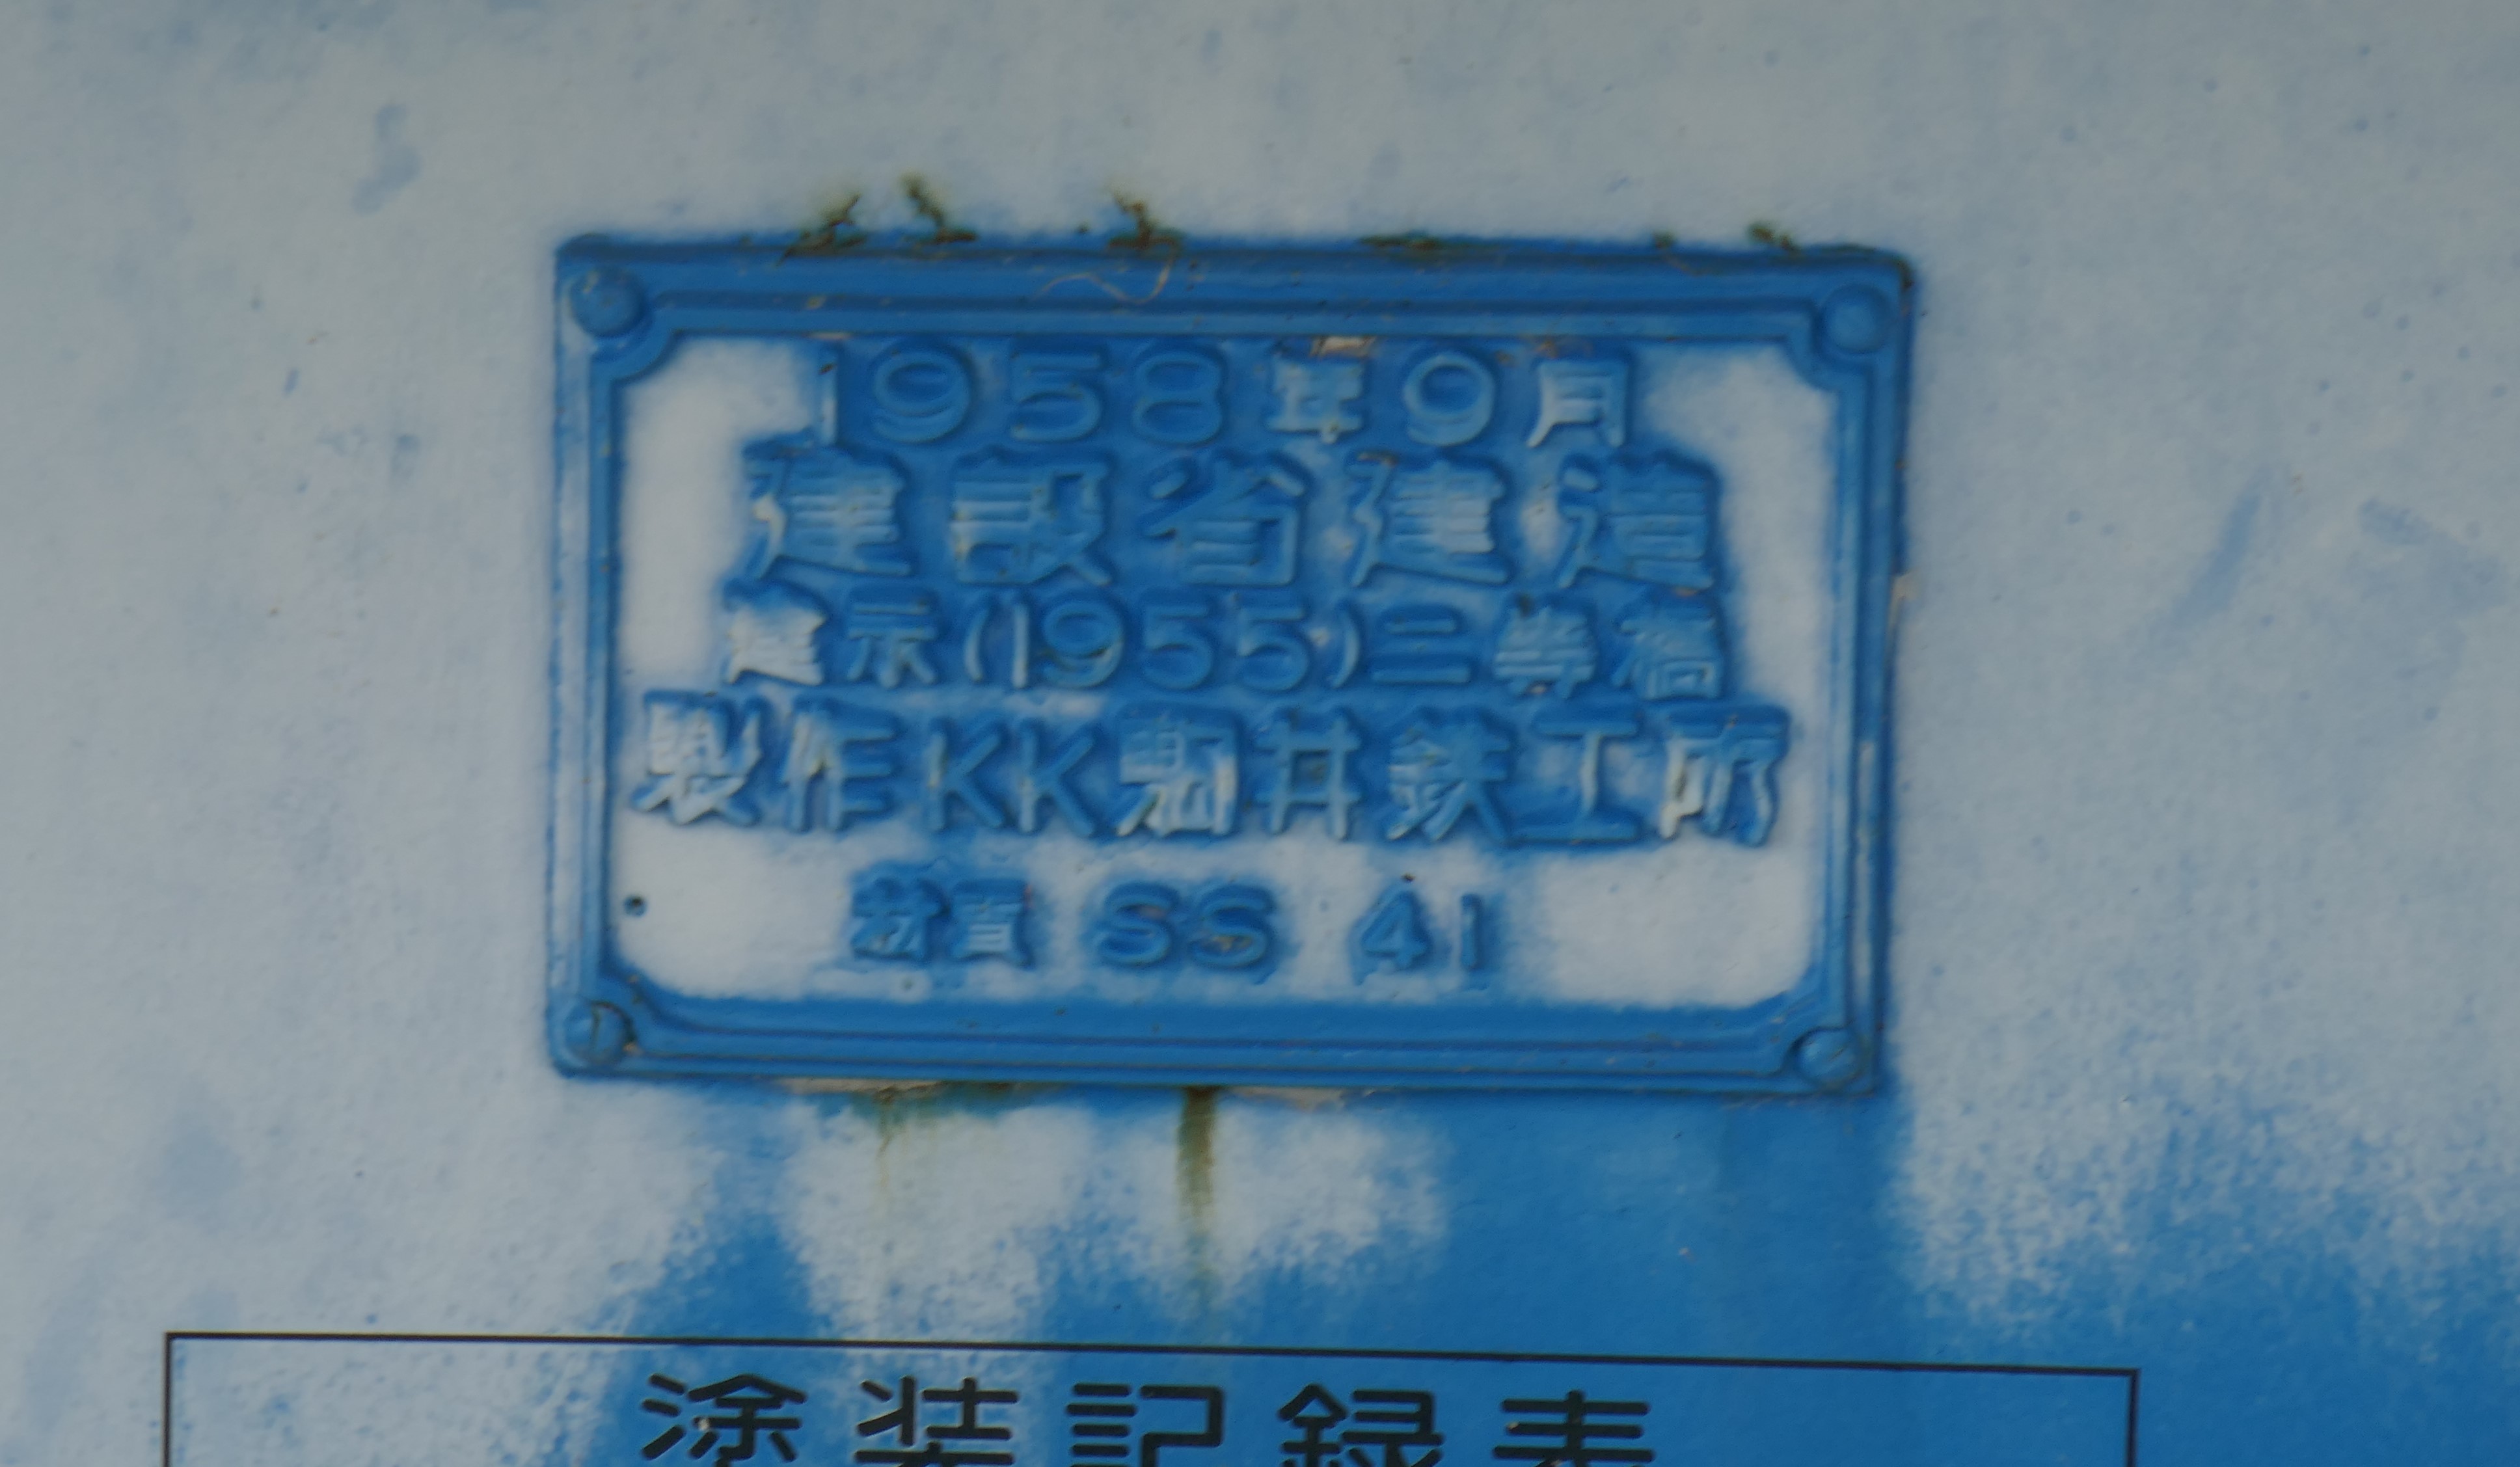 1958年9月
建設省建造
建示(1955)二等橋
製作KK 井鉄工所
材質 SS 41
塗装記録表